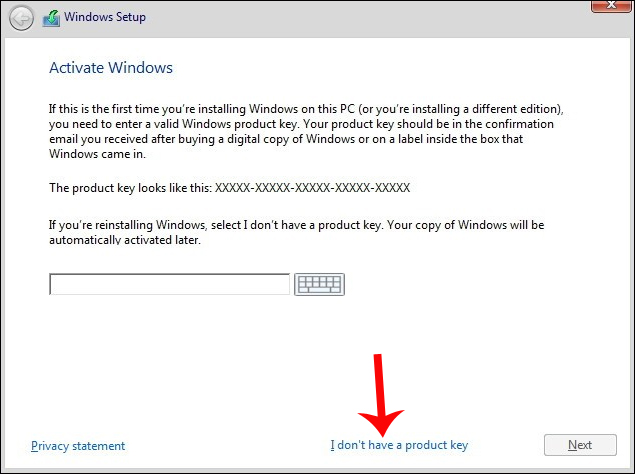 Windows Setup
Activate Windows
If this is the first time you're installing Windows on this PC (or you're installing a different edition),
you need to enter a valid Windows product key. Your product key should be in the confirmation
email you received after buying a digital copy of Windows or on a label inside the box that
Windows came in.
The product key looks like this: XXXXX-XXXXX-XXXXX-XXXXX-XXXXX
If you're reinstalling Windows, select I don't have a product key. Your copy of Windows will be
automatically activated later.
Privacy statement
I don't have a product key
Next